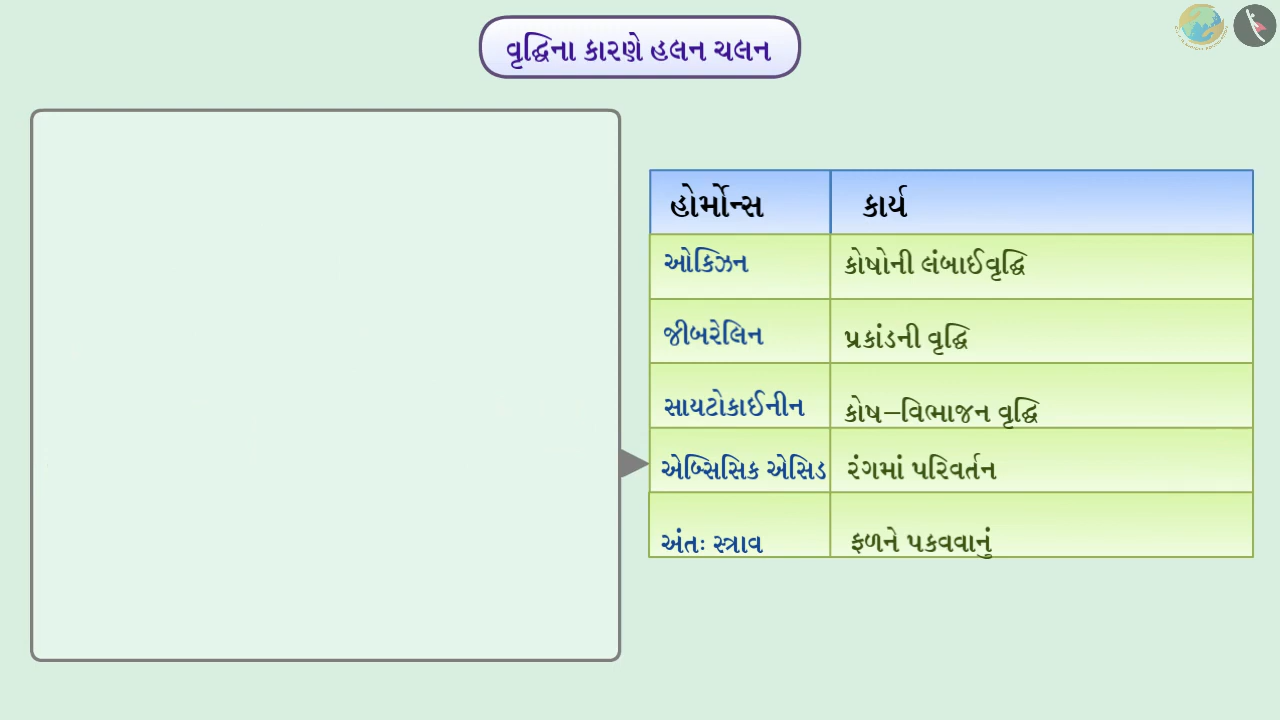 વૃદ્ધિના કારણે હલન ચલન
હોર્મોન્સ કાર્ય
ઓક્ઝિન કોષોની લંબાઈવૃદ્ધિ
જીબરેલિન પ્રકાંડની વૃદ્ધિ
સાયટોકાઈનીન કોષ–વિભાજન વૃદ્ધિ
એબ્સિસિક એસિડ રંગમાં પરિવર્તન
અંતઃ સ્ત્રાવ ફળને પકવવાનું